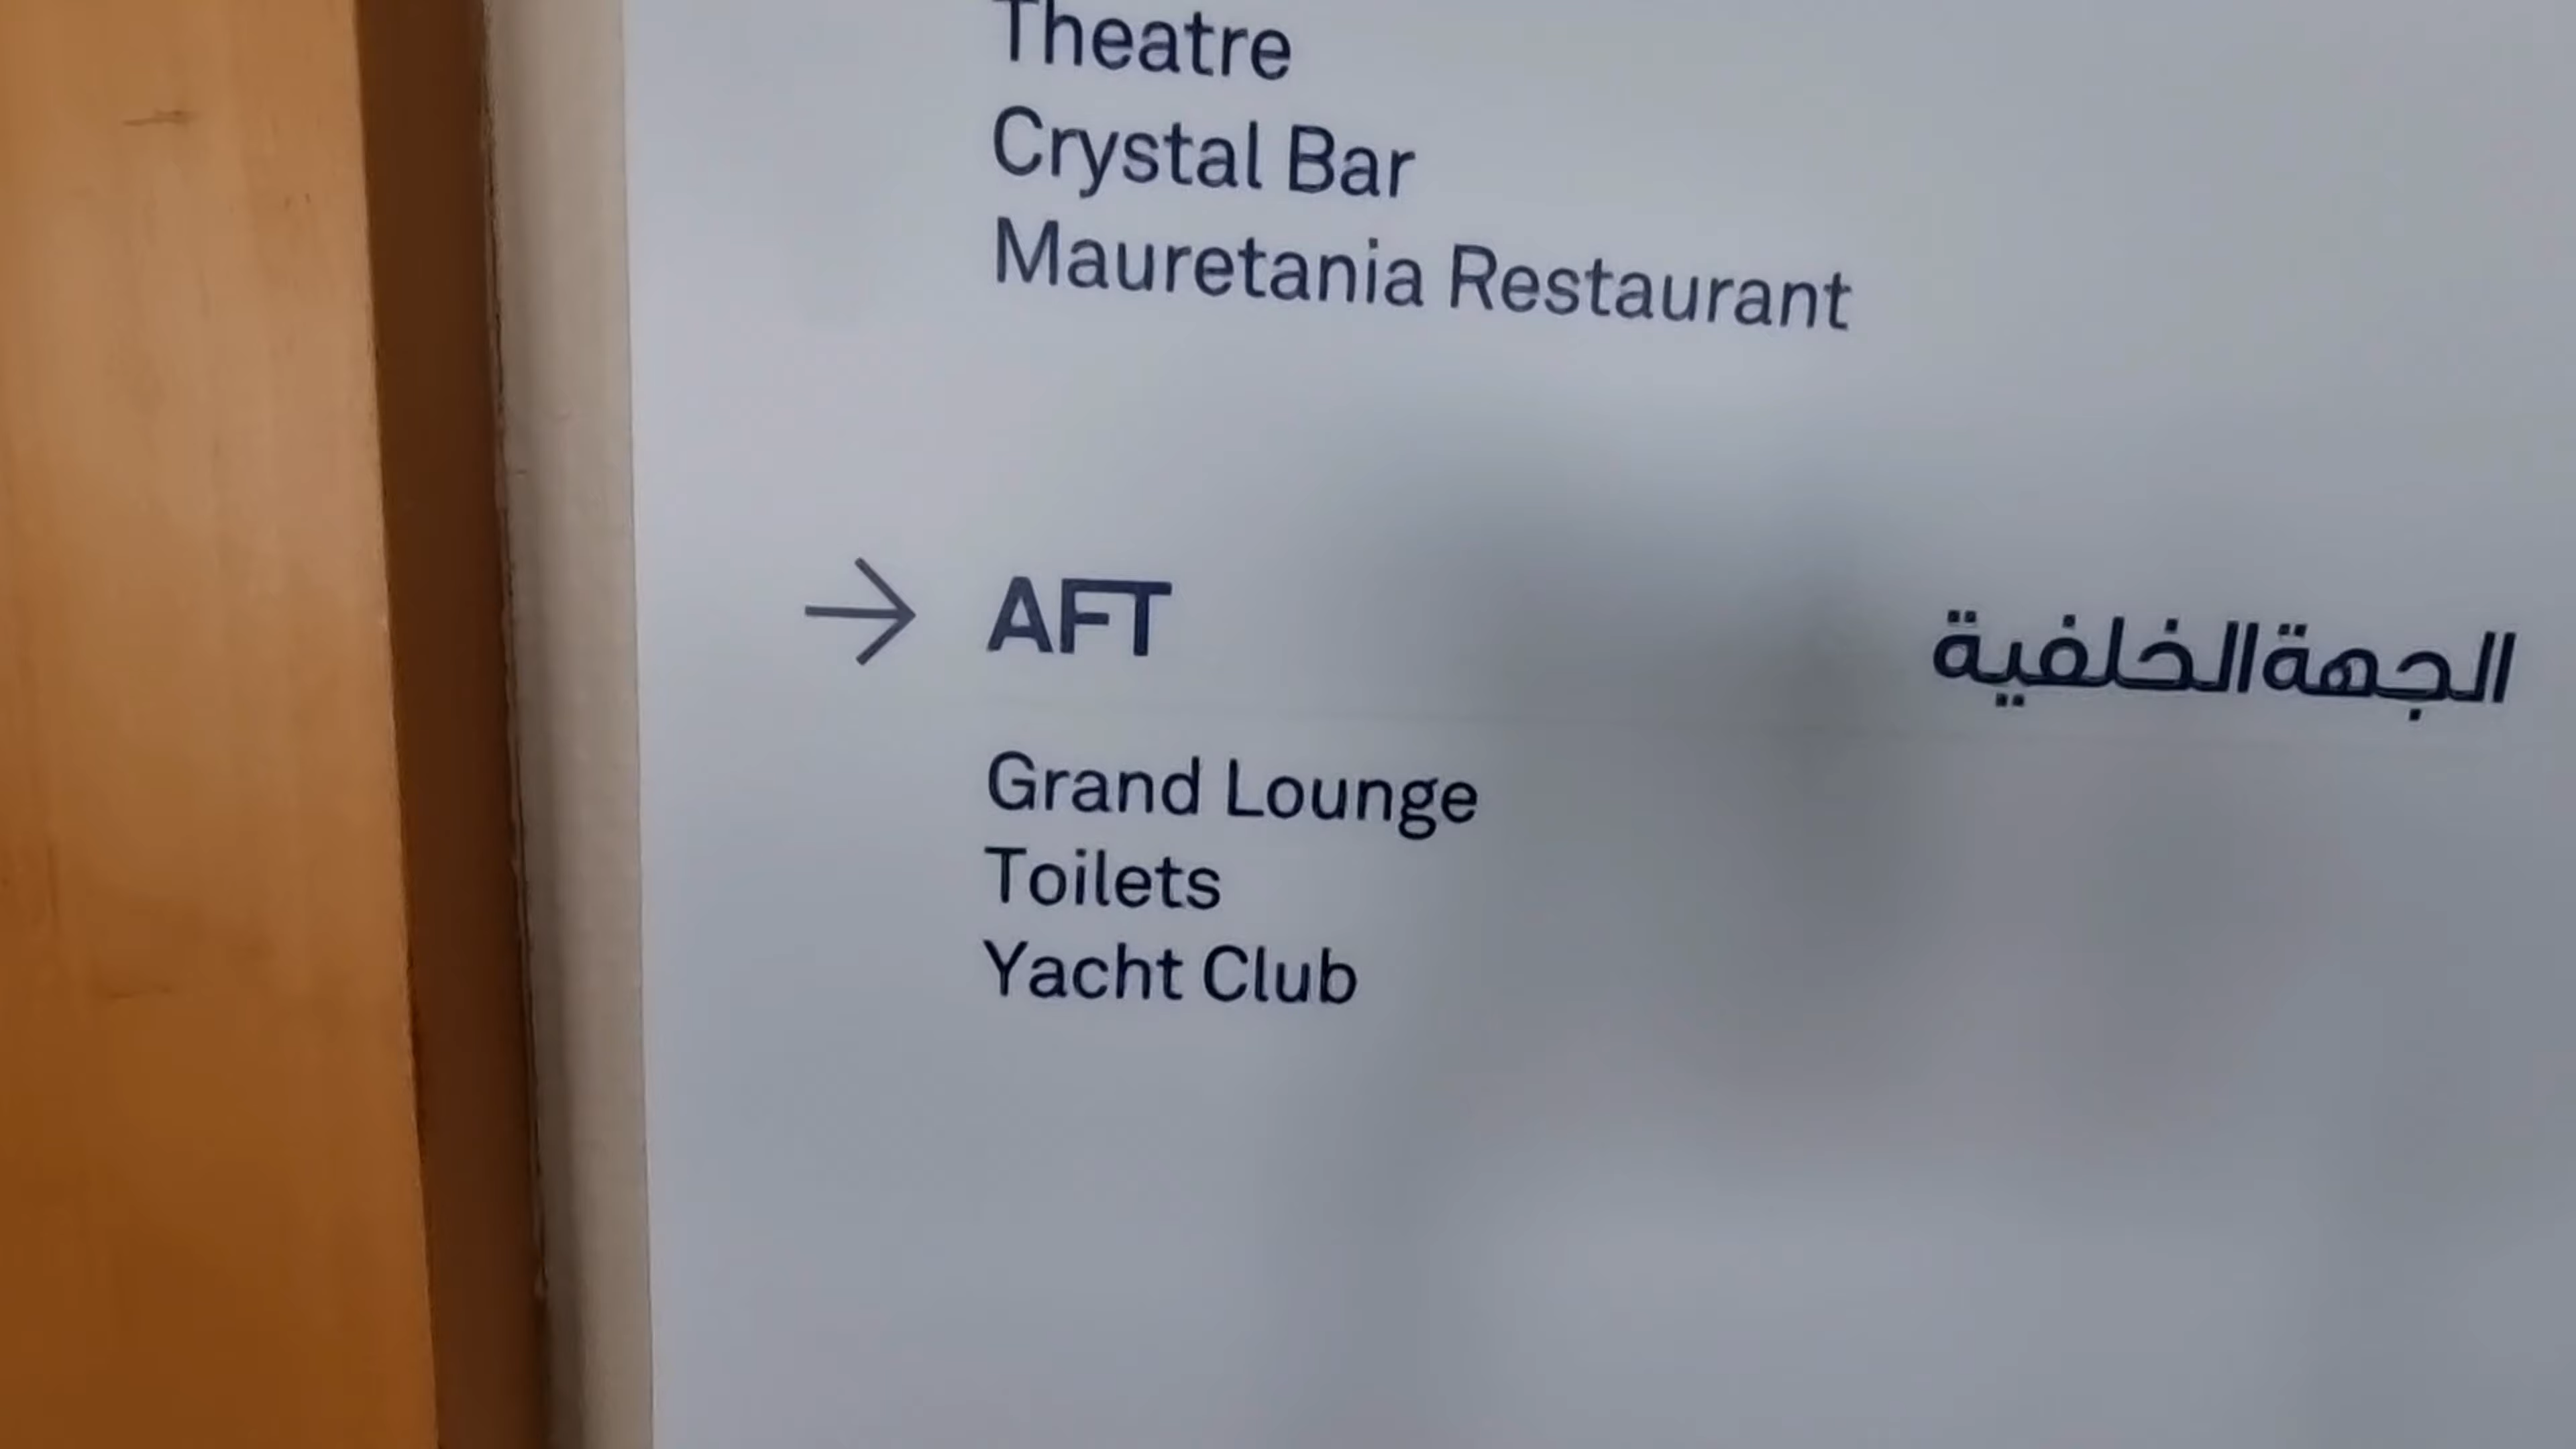 Theatre
Crystal Bar
Mauretania Restaurant
→ AFT الجهة الخلفية
Grand Lounge
Toilets
Yacht Club